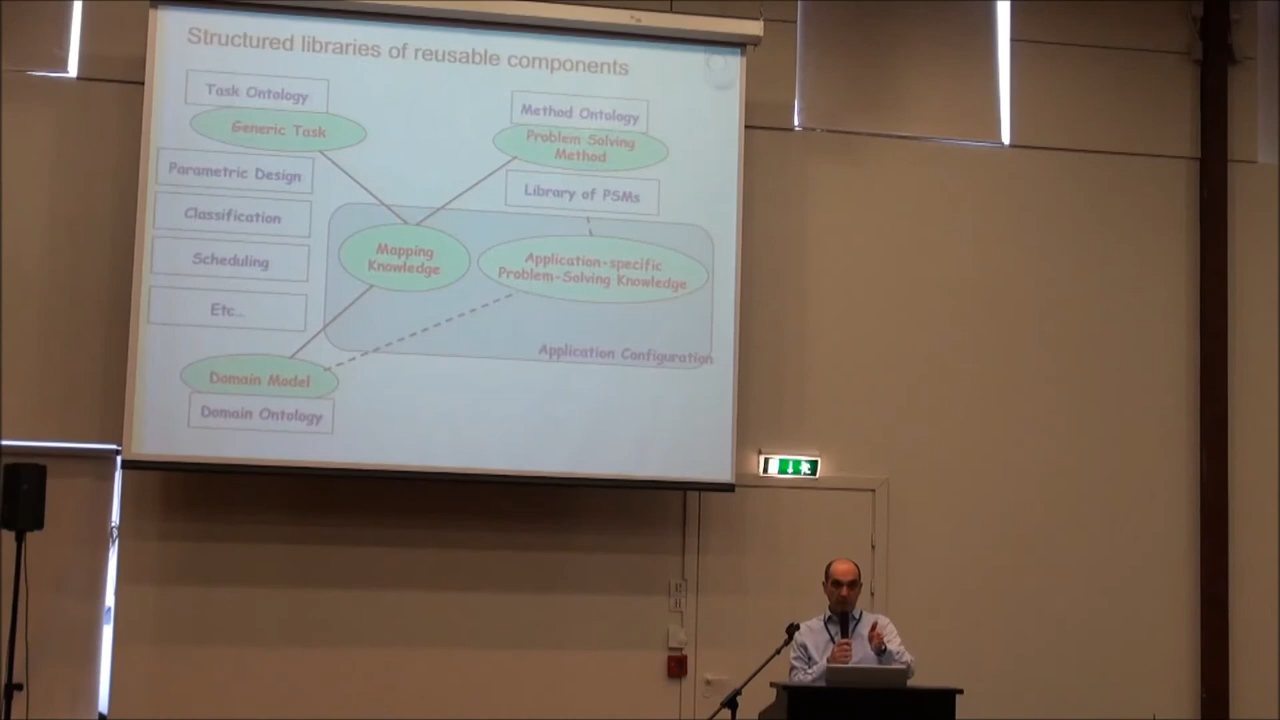 Structured libraries of reusable components
Task Ontology
Generic Task
Method Ontology
Problem Solving
Method
Parametric Design
Library of PSMs
Classification
Scheduling
Etc..
Mapping
Knowledge
Application-specific
Problem-Solving Knowledge
Application Configuration
Domain Model
Domain Ontology